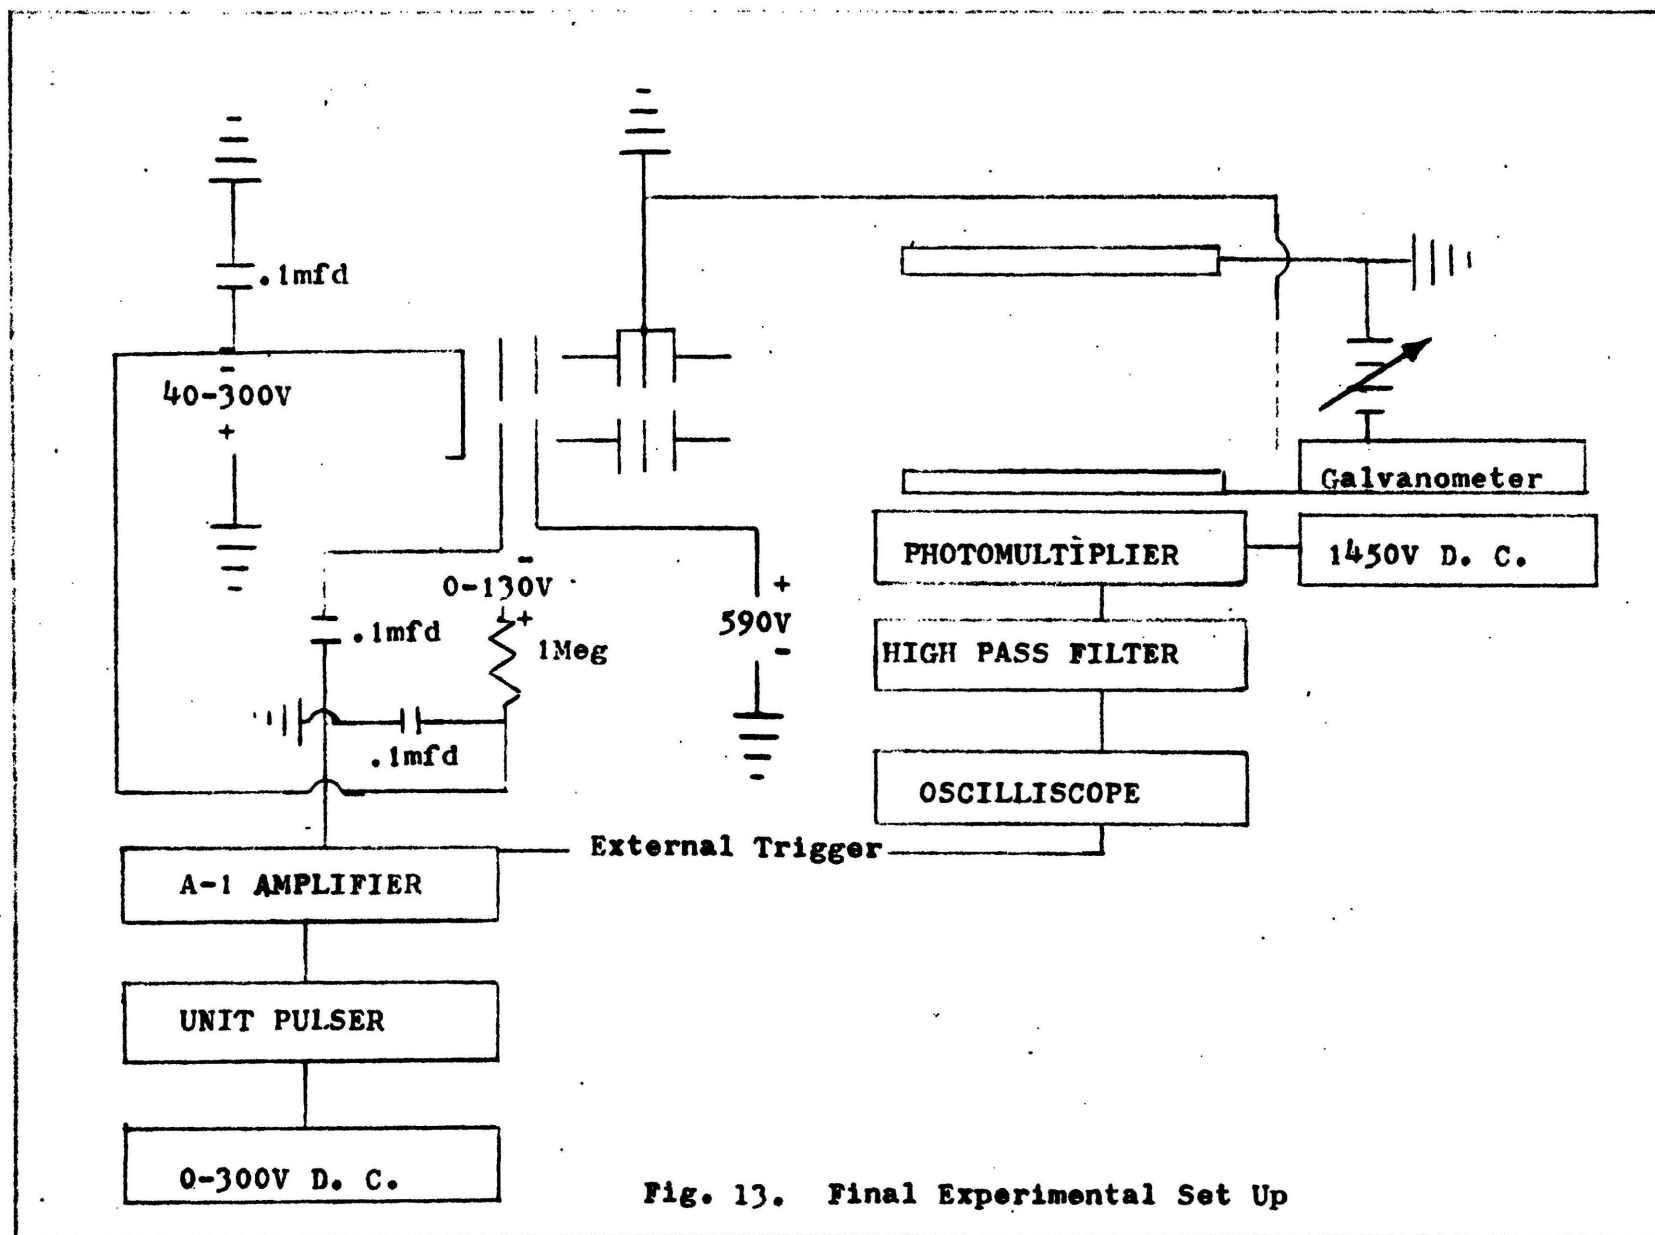 .1mfd
-
40-300V
+
-
0-130V
+
.1mfd
1Meg
.1mfd
+
590V
-
Galvanometer
PHOTOMULTIPLIER
1450V D. C.
HIGH PASS FILTER
OSCILLISCOPE
External Trigger
A-1 AMPLIFIER
UNIT PULSER
0-300V D. C.
Fig. 13. Final Experimental Set Up